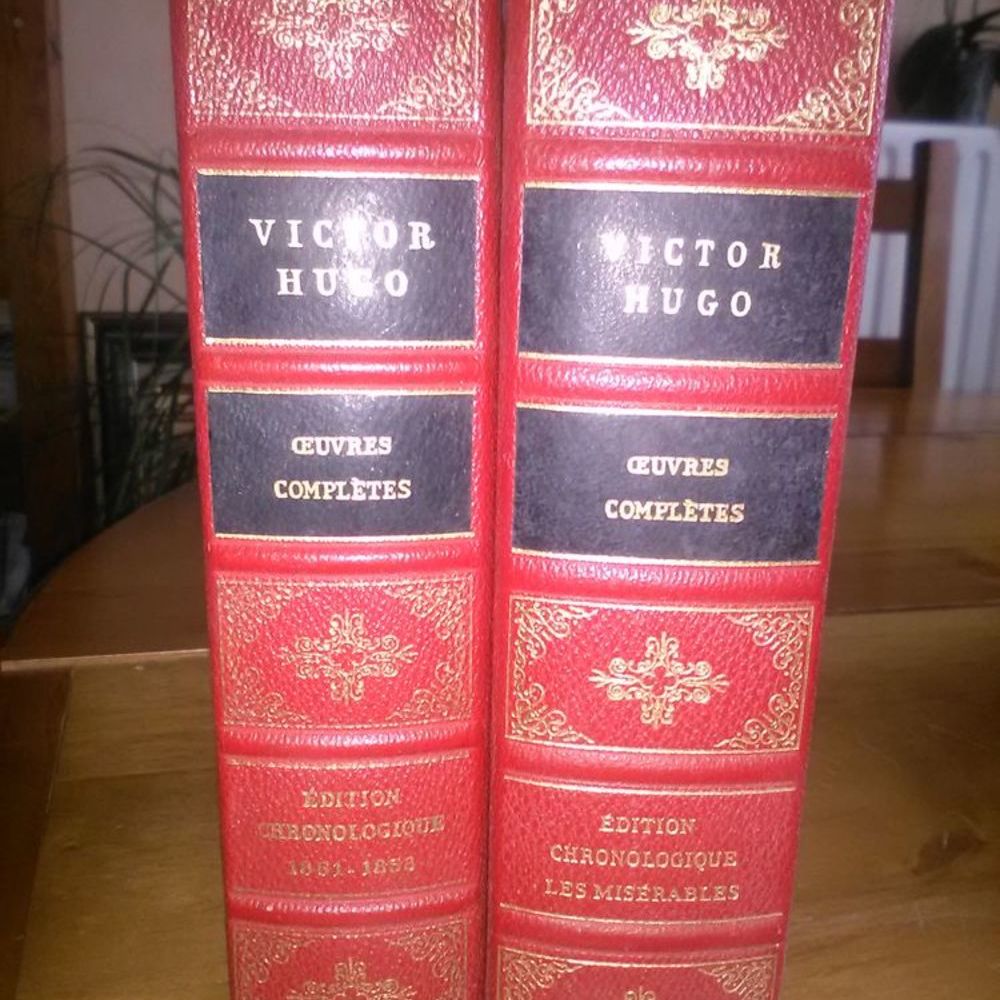 VICTOR
HUGO
ŒUVRES
COMPLÈTES
ÉDITION
CHRONOLOGIQUE
VICTOR
HUGO
ŒUVRES
COMPLÈTES
ÉDITION
CHRONOLOGIQUE
LES MISÉRABLES